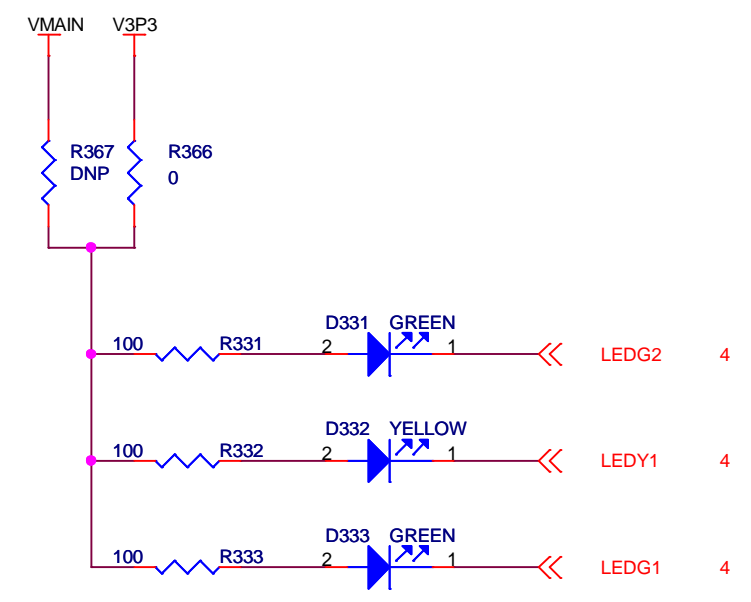 VMAIN V3P3
R367 R366
DNP 0
D331 GREEN
100 R331 2 1 LEDG2 4
D332 YELLOW
100 R332 2 1 LEDY1 4
D333 GREEN
100 R333 2 1 LEDG1 4